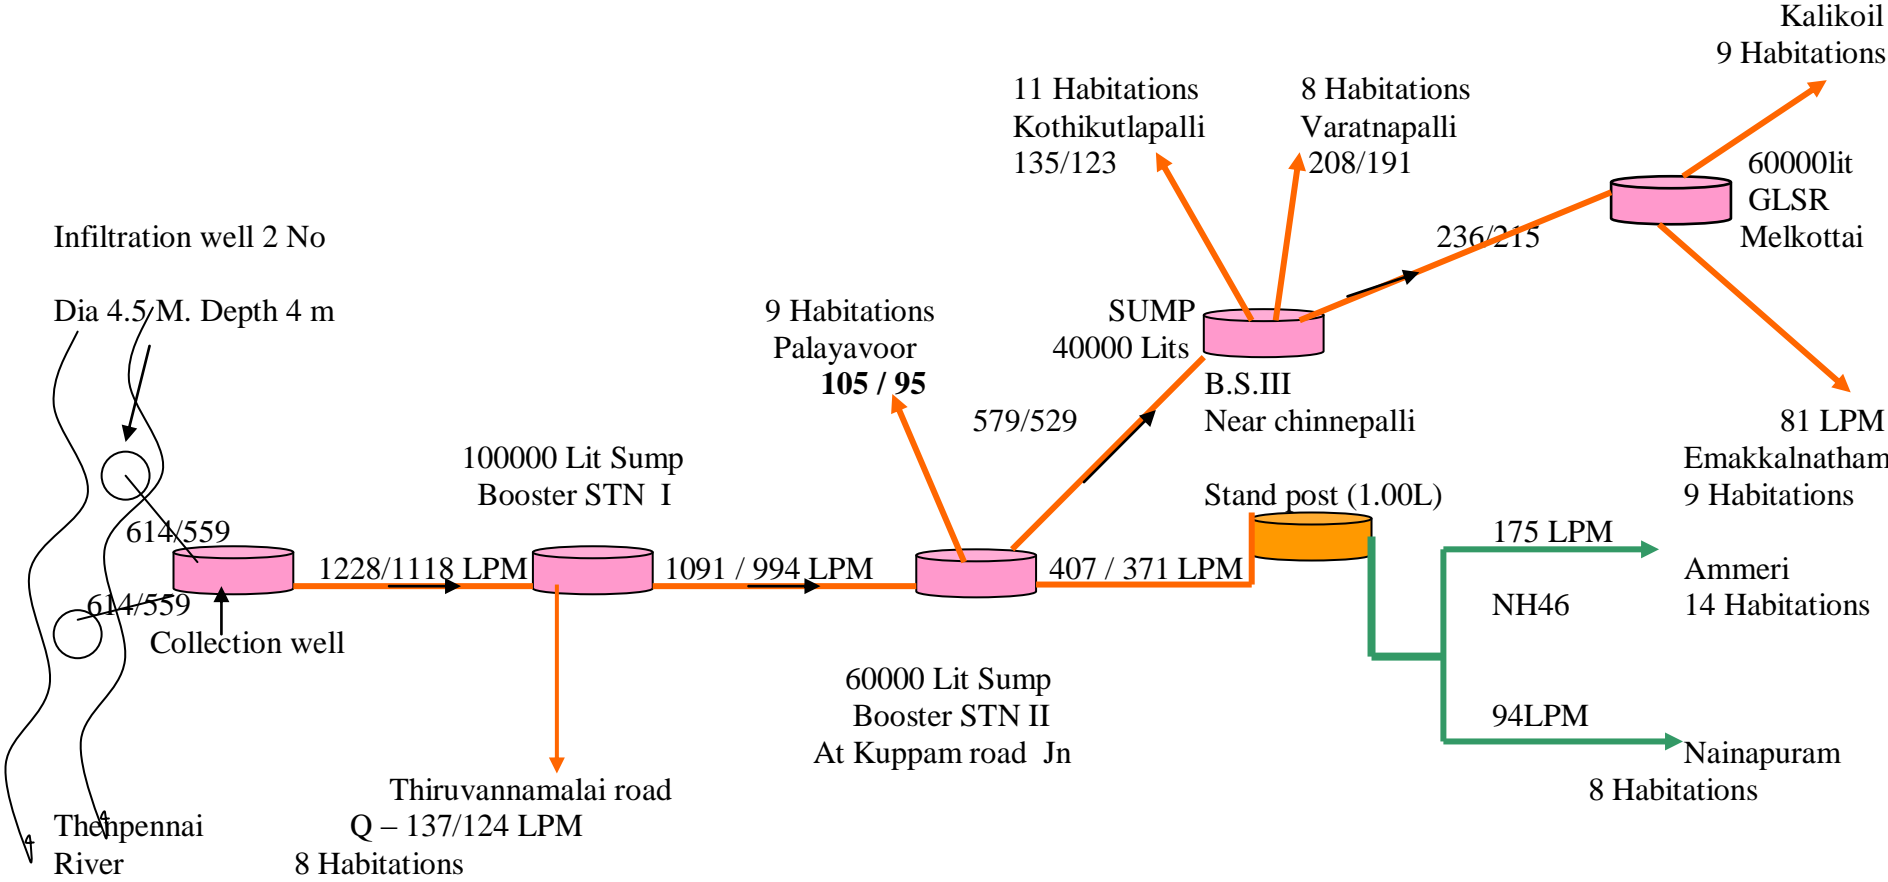 Kalikoil
9 Habitations
11 Habitations
Kothikutlapalli
135/123
8 Habitations
Varatnapalli
208/191
60000lit
GLSR
Melkottai
236/215
Infiltration well 2 No
Dia 4.5 M. Depth 4 m
9 Habitations
Palayavoor
105 / 95
SUMP
40000 Lits
B.S.III
Near chinnepalli
579/529
81 LPM
Emakkalnatham
9 Habitations
100000 Lit Sump
Booster STN I
Stand post (1.00L)
614/559
1228/1118 LPM
1091 / 994 LPM
407 / 371 LPM
175 LPM
Ammeri
14 Habitations
NH46
614/559
Collection well
60000 Lit Sump
Booster STN II
At Kuppam road Jn
94LPM
Nainapuram
8 Habitations
Thiruvannamalai road
Q – 137/124 LPM
8 Habitations
Thenpennai
River